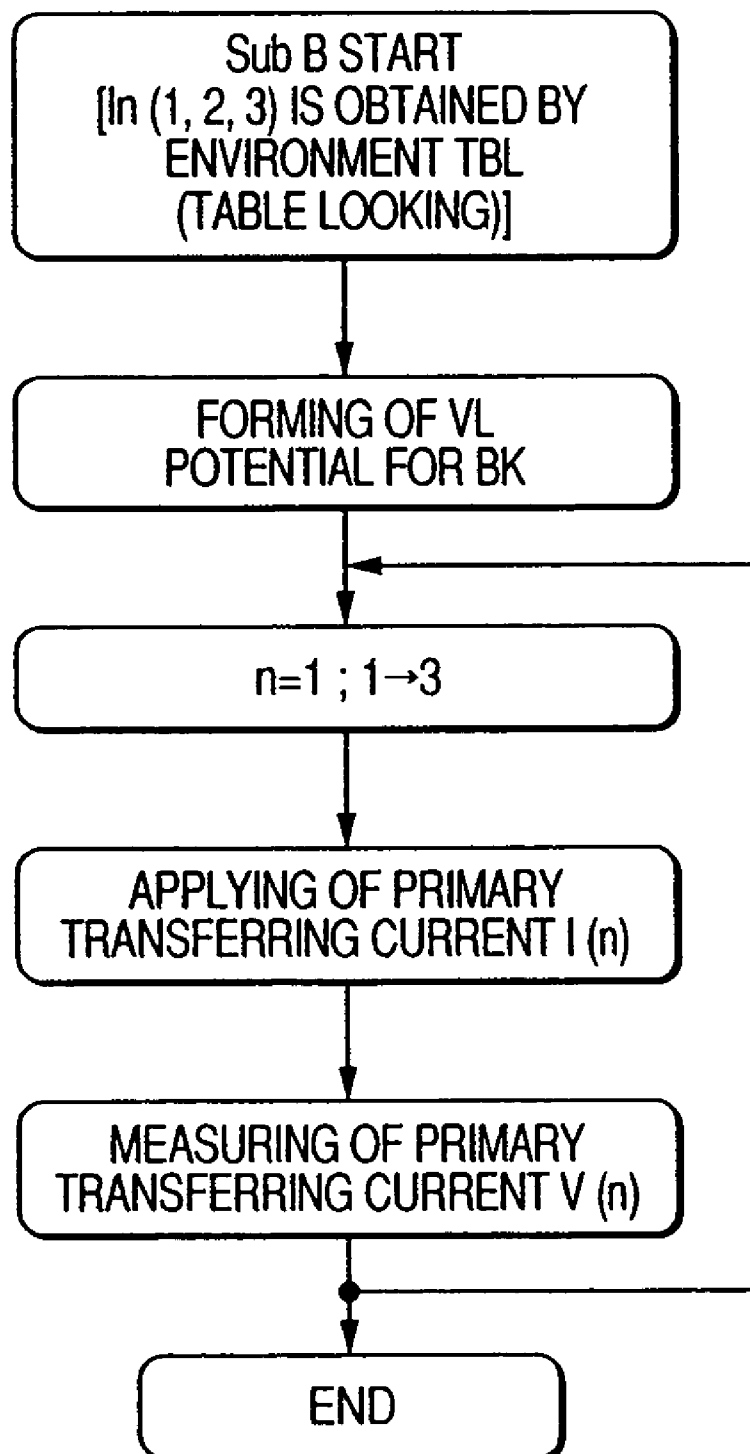 Sub B START
[In (1, 2, 3) IS OBTAINED BY
ENVIRONMENT TBL
(TABLE LOOKING)]
FORMING OF VL
POTENTIAL FOR BK
n=1 ; 1→3
APPLYING OF PRIMARY
TRANSFERRING CURRENT I (n)
MEASURING OF PRIMARY
TRANSFERRING CURRENT V (n)
END